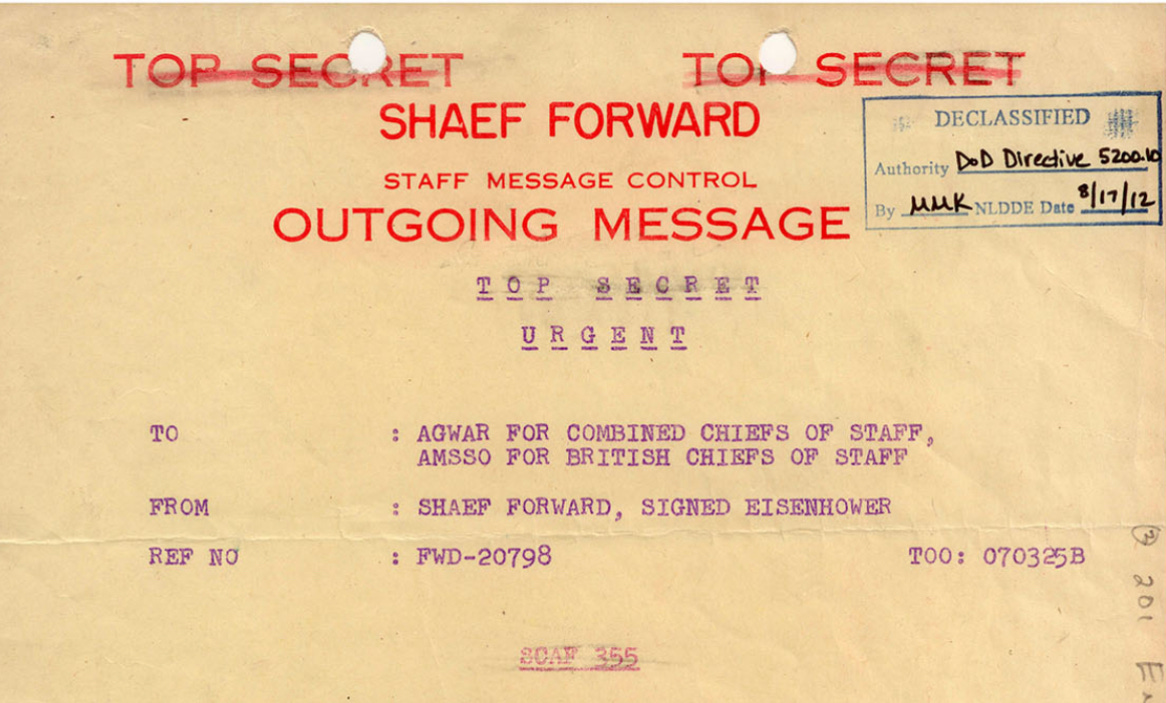 TOP SECRET TOP SECRET
SHAEF FORWARD
STAFF MESSAGE CONTROL
OUTGOING MESSAGE
DECLASSIFIED
Authority DoD Directive 5200.10
By MMK NLDDE Date 8/17/12
TOP SECRET
URGENT
TO : AGWAR FOR COMBINED CHIEFS OF STAFF,
AMSSO FOR BRITISH CHIEFS OF STAFF
FROM : SHAEF FORWARD, SIGNED EISENHOWER
REF NO : FWD-20798 TOO: 070325B
SCAF 355
201